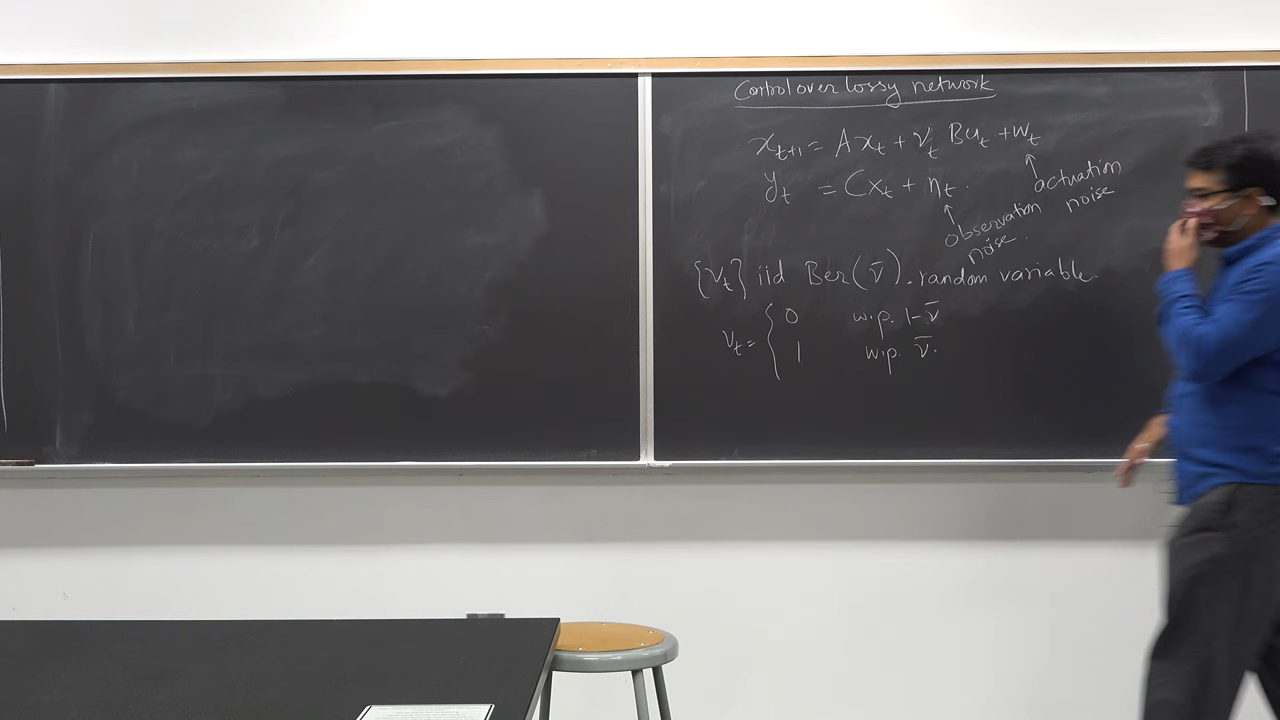 Control over lossy network
x_{t+1} = A x_t + ν_t B u_t + w_t
y_t = C x_t + η_t.
actuation
noise
observation
noise.
{ν_t} iid Ber(ν̄). random variable.
ν_t = { 0 w.p. 1-ν̄
1 w.p. ν̄.